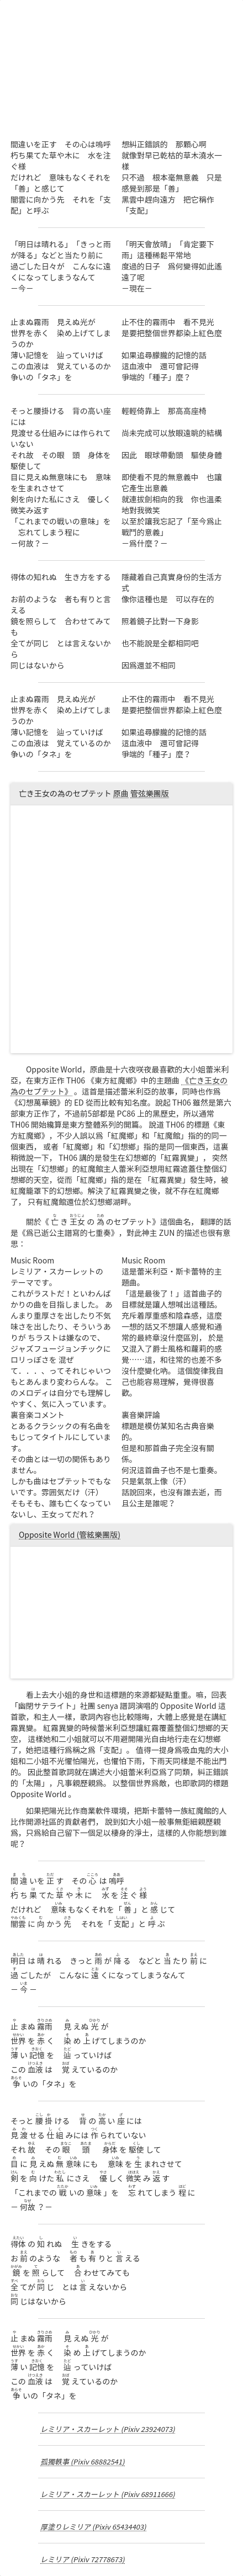 間違いを正す　その心は嗚呼
朽ち果てた草や木に　水を注
ぐ様
だけれど　意味もなくそれを
「善」と感じて
闇雲に向かう先　それを「支
配」と呼ぶ
想糾正錯誤的　那顆心啊
就像對早已乾枯的草木澆水一
樣
只不過　根本毫無意義　只是
感覺到那是「善」
黑雲中趕向遠方　把它稱作
「支配」
「明日は晴れる」「きっと雨
が降る」などと当たり前に
過ごした日々が　こんなに遠
くになってしまうなんて
－今－
「明天會放晴」「肯定要下
雨」這種稀鬆平常地
度過的日子　爲何變得如此遙
遠了呢
－現在－
止まぬ霧雨　見えぬ光が
世界を赤く　染め上げてしま
うのか
薄い記憶を　辿っていけば
この血液は　覚えているのか
争いの「タネ」を
止不住的霧雨中　看不見光
是要把整個世界都染上紅色麼
如果追尋朦朧的記憶的話
這血液中　還可曾記得
爭端的「種子」麼？
そっと腰掛ける　背の高い座
には
見渡せる仕組みには作られて
いない
それ故　その眼　頭　身体を
駆使して
目に見えぬ無意味にも　意味
を生まれさせて
剣を向けた私にさえ　優しく
微笑み返す
「これまでの戦いの意味」を
　忘れてしまう程に
－何故？－
輕輕倚靠上　那高高座椅
尚未完成可以放眼遠眺的結構
因此　眼球帶動頭　驅使身體
即使看不見的無意義中　也讓
它產生出意義
就連拔劍相向的我　你也溫柔
地對我微笑
以至於讓我忘記了「至今爲止
戰鬥的意義」
－爲什麼？－
得体の知れぬ　生き方をする
お前のような　者も有りと言
える
鏡を照らして　合わせてみて
も
全てが同じ　とは言えないか
ら
同じはないから
隱藏着自己真實身份的生活方
式
像你這種也是　可以存在的
照着鏡子比對一下身影
也不能說是全都相同吧
因爲還並不相同
止まぬ霧雨　見えぬ光が
世界を赤く　染め上げてしま
うのか
薄い記憶を　辿っていけば
この血液は　覚えているのか
争いの「タネ」を
止不住的霧雨中　看不見光
是要把整個世界都染上紅色麼
如果追尋朦朧的記憶的話
這血液中　還可曾記得
爭端的「種子」麼？
亡き王女の為のセプテット 原曲 管弦樂團版
Opposite World，原曲是十六夜咲夜最喜歡的大小姐蕾米利
亞，在東方正作 TH06 《東方紅魔鄉》中的主題曲 《亡き王女の
為のセプテット》 。這首是描述蕾米利亞的故事，同時也作爲
《幻想萬華鏡》的 ED 從而比較有知名度。說起 TH06 雖然是第六
部東方正作了，不過前5部都是 PC86 上的黑歷史，所以通常
TH06 開始纔算是東方整體系列的開篇。 說道 TH06 的標題《東
方紅魔鄉》，不少人誤以爲「紅魔鄉」和「紅魔館」指的的同一
個東西， 或者「紅魔鄉」和「幻想鄉」指的是同一個東西，這裏
稍微說一下， TH06 講的是發生在幻想鄉的「紅霧異變」， 突然
出現在「幻想鄉」的紅魔館主人蕾米利亞想用紅霧遮蓋住整個幻
想鄉的天空，從而「紅魔鄉」指的是在 「紅霧異變」發生時，被
紅魔籠罩下的幻想鄉。解決了紅霧異變之後，就不存在紅魔鄉
了， 只有紅魔館還位於幻想鄉湖畔。
關於《亡き王女の為のセプテット》這個曲名， 翻譯的話
是《爲已逝公主譜寫的七重奏》，對此神主 ZUN 的描述也很有意
思：
Music Room
レミリア・スカーレットの
テーマです。
これがラストだ！といわんば
かりの曲を目指しました。 あ
んまり重厚さを出したり不気
味さを出したり、そういうあ
りが ちラストは嫌なので、
ジャズフュージョンチックに
ロリっぽさを 混ぜ
て．．．、ってそれじゃいつ
もとあんまり変わらんな。 こ
のメロディは自分でも理解し
やすく、気に入っています。
裏音楽コメント
とあるクラシックの有名曲を
もじってタイトルにしていま
す。
その曲とは一切の関係もあり
ません。
しかも曲はセプテットでもな
いです。雰囲気だけ（汗）
そもそも、誰も亡くなってい
ないし、王女ってだれ？
Music Room
這是蕾米利亞・斯卡蕾特的主
題曲。
「這是最後了！」這首曲子的
目標就是讓人想喊出這種話。
充斥着厚重感和陰森感，這麼
一想的話又不想讓人感覺和通
常的最終章沒什麼區別， 於是
又混入了爵士風格和蘿莉的感
覺……這，和往常的也差不多
沒什麼變化吶。 這個旋律我自
己也能容易理解，覺得很喜
歡。
裏音樂評論
標題是模仿某知名古典音樂
的。
但是和那首曲子完全沒有關
係。
何況這首曲子也不是七重奏。
只是氣氛上像（汗）
話說回來，也沒有誰去逝，而
且公主是誰呢？
Opposite World (管絃樂團版)
看上去大小姐的身世和這標題的來源都疑點重重。嘛，回表
「幽閉サテライト」社團 senya 譜詞演唱的 Opposite World 這
首歌，和主人一樣，歌詞內容也比較隱晦，大體上感覺是在講紅
霧異變。 紅霧異變的時候蕾米利亞想讓紅霧覆蓋整個幻想鄉的天
空， 這樣她和二小姐就可以不用避開陽光自由地行走在幻想鄉
了，她把這種行爲稱之爲「支配」。 值得一提身爲吸血鬼的大小
姐和二小姐不光懼怕陽光，也懼怕下雨，下雨天同樣是不能出門
的。 因此整首歌詞就在講述大小姐蕾米利亞爲了同類，糾正錯誤
的「太陽」，凡事親歷親爲。 以整個世界爲敵，也即歌詞的標題
Opposite World 。
如果把陽光比作商業軟件環境，把斯卡蕾特一族紅魔館的人
比作開源社區的貢獻者們， 說到如大小姐一般事無鉅細親歷親
爲，只爲給自己留下一個足以棲身的淨土，這樣的人你能想到誰
呢？
間違いを正す　その心は嗚呼
朽ち果てた草や木に　水を注ぐ様
だけれど　意味もなくそれを「善」と感じて
闇雲に向かう先　それを「支配」と呼ぶ
明日は晴れる　きっと雨が降る　などと当たり前に
過ごしたが　こんなに遠くになってしまうなんて
－今－
止まぬ霧雨　見えぬ光が
世界を赤く　染め上げてしまうのか
薄い記憶を　辿っていけば
この血液は　覚えているのか
争いの「タネ」を
そっと腰掛ける　背の高い座には
見渡せる仕組みには作られていない
それ故　その眼　頭　身体を駆使して
目に見えぬ無意味にも　意味を生まれさせて
剣を向けた私にさえ　優しく微笑み返す
「これまでの戦いの意味」を　忘れてしまう程に
－何故？－
得体の知れぬ　生きをする
お前のような　者も有りと言える
鏡を照らして　合わせてみても
全てが同じ　とは言えないから
同じはないから
止まぬ霧雨　見えぬ光が
世界を赤く　染め上げてしまうのか
薄い記憶を　辿っていけば
この血液は　覚えているのか
争いの「タネ」を
レミリア・スカーレット (Pixiv 23924073)
孤獨軼事 (Pixiv 68882541)
レミリア・スカーレット (Pixiv 68911666)
厚塗りレミリア (Pixiv 65434403)
レミリア (Pixiv 72778673)